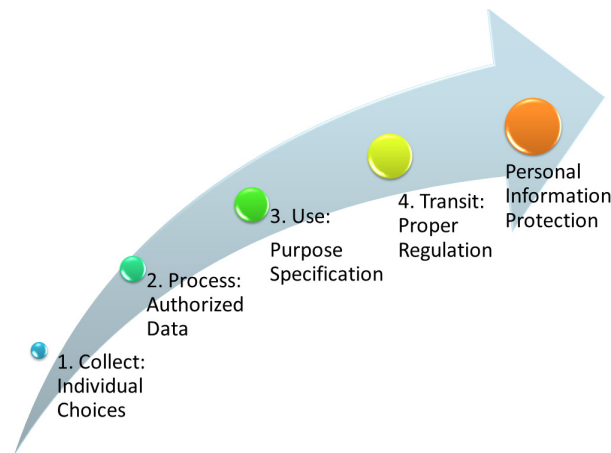 1. Collect:
Individual
Choices
2. Process:
Authorized
Data
3. Use:
Purpose
Specification
4. Transit:
Proper
Regulation
Personal
Information
Protection